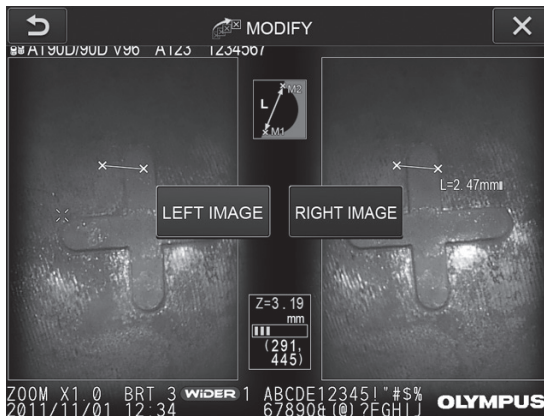 MODIFY
AT90D/90D V96 A123 1234567
M2
L
M1
L=2.47mm
LEFT IMAGE
RIGHT IMAGE
Z=3.19
mm
(291,
445)
ZOOM X1.0 BRT 3 WiDER 1 ABCDE12345!"#$%
2011/11/01 12:34 67890&(@)?FGHIJ
OLYMPUS